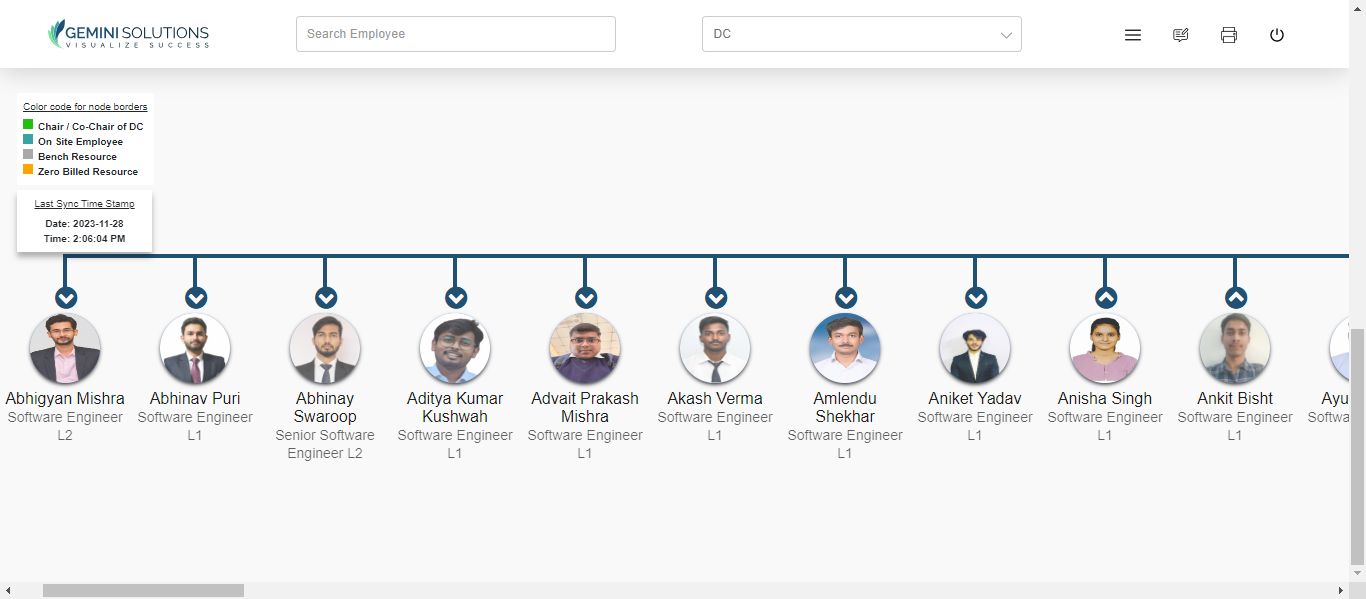 GEMINI SOLUTIONS
VISUALIZE SUCCESS
Search Employee
DC
Color code for node borders
Chair / Co-Chair of DC
On Site Employee
Bench Resource
Zero Billed Resource
Last Sync Time Stamp
Date: 2023-11-28
Time: 2:06:04 PM
Abhigyan Mishra
Software Engineer
L2
Abhinav Puri
Software Engineer
L1
Abhinay
Swaroop
Senior Software
Engineer L2
Aditya Kumar
Kushwah
Software Engineer
L1
Advait Prakash
Mishra
Software Engineer
L1
Akash Verma
Software Engineer
L1
Amlendu
Shekhar
Software Engineer
L1
Aniket Yadav
Software Engineer
L1
Anisha Singh
Software Engineer
L1
Ankit Bisht
Software Engineer
L1